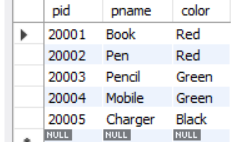 pid pname color
20001 Book Red
20002 Pen Red
20003 Pencil Green
20004 Mobile Green
20005 Charger Black
NULL NULL NULL